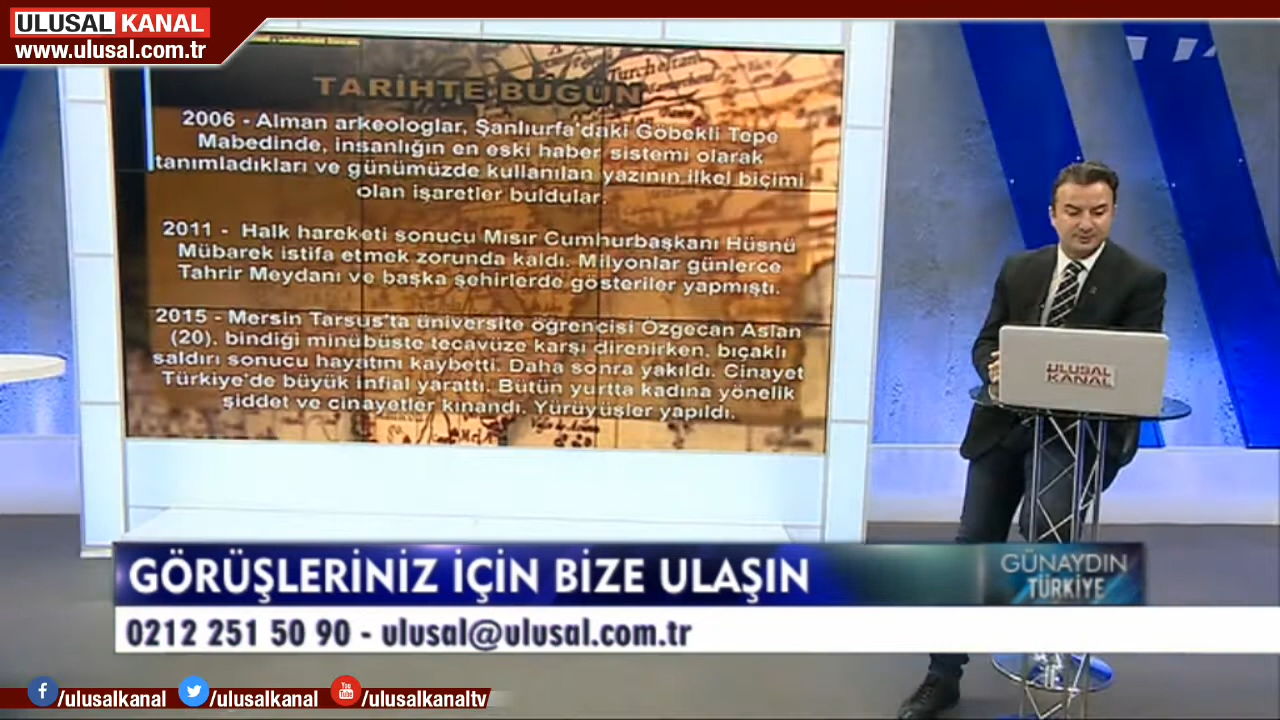 ULUSAL KANAL
www.ulusal.com.tr
TARİHTE BUGÜN
2006 - Alman arkeologlar, Şanlıurfa'daki Göbekli Tepe
Mabedinde, insanlığın en eski haber sistemi olarak
tanımladıkları ve günümüzde kullanılan yazının ilkel biçimi
olan işaretler buldular.
2011 - Halk hareketi sonucu Mısır Cumhurbaşkanı Hüsnü
Mübarek istifa etmek zorunda kaldı. Milyonlar günlerce
Tahrir Meydanı ve başka şehirlerde gösteriler yapmıştı.
2015 - Mersin Tarsus'ta üniversite öğrencisi Özgecan Aslan
(20), bindiği minübüste tecavüze karşı direnirken, bıçaklı
saldırı sonucu hayatını kaybetti. Daha sonra yakıldı. Cinayet
Türkiye'de büyük infial yarattı. Bütün yurtta kadına yönelik
şiddet ve cinayetler kınandı. Yürüyüşler yapıldı.
Turchestan
ULUSAL
KANAL
GÖRÜŞLERİNİZ İÇİN BİZE ULAŞIN
GÜNAYDIN
TÜRKİYE
0212 251 50 90 - ulusal@ulusal.com.tr
/ulusalkanal
/ulusalkanal
You Tube
/ulusalkanaltv